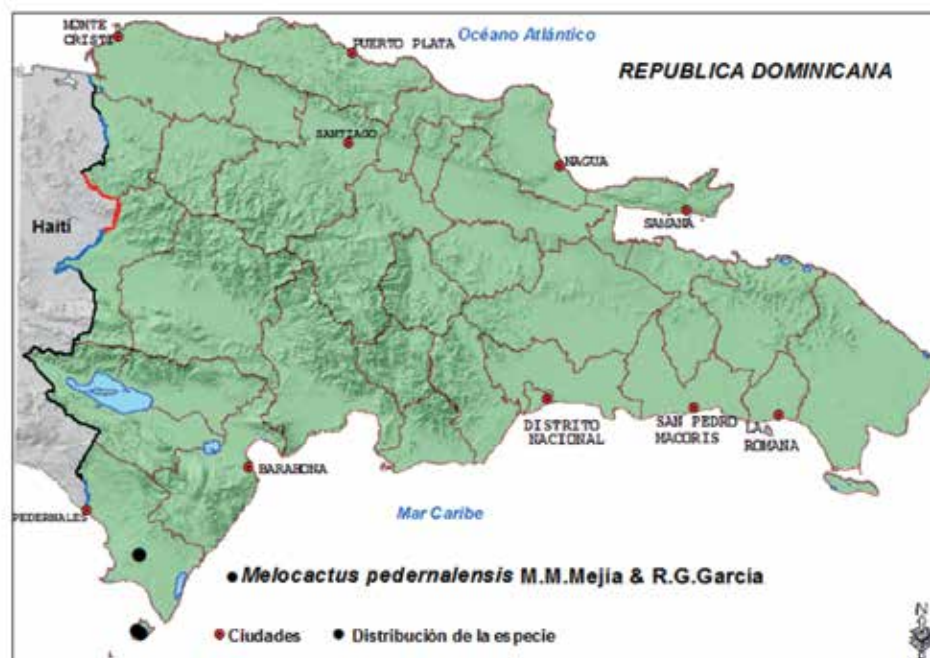 MONTE
CRISTI
Océano Atlántico
PUERTO PLATA
REPUBLICA DOMINICANA
SANTIAGO
NAGUA
SAMANA
Haití
DISTRITO
NACIONAL
SAN PEDRO
MACORIS
LA
ROMANA
BARAHONA
PEDERNALES
Mar Caribe
Melocactus pedernalensis M.M.Mejía & R.G.García
Ciudades
Distribución de la especie